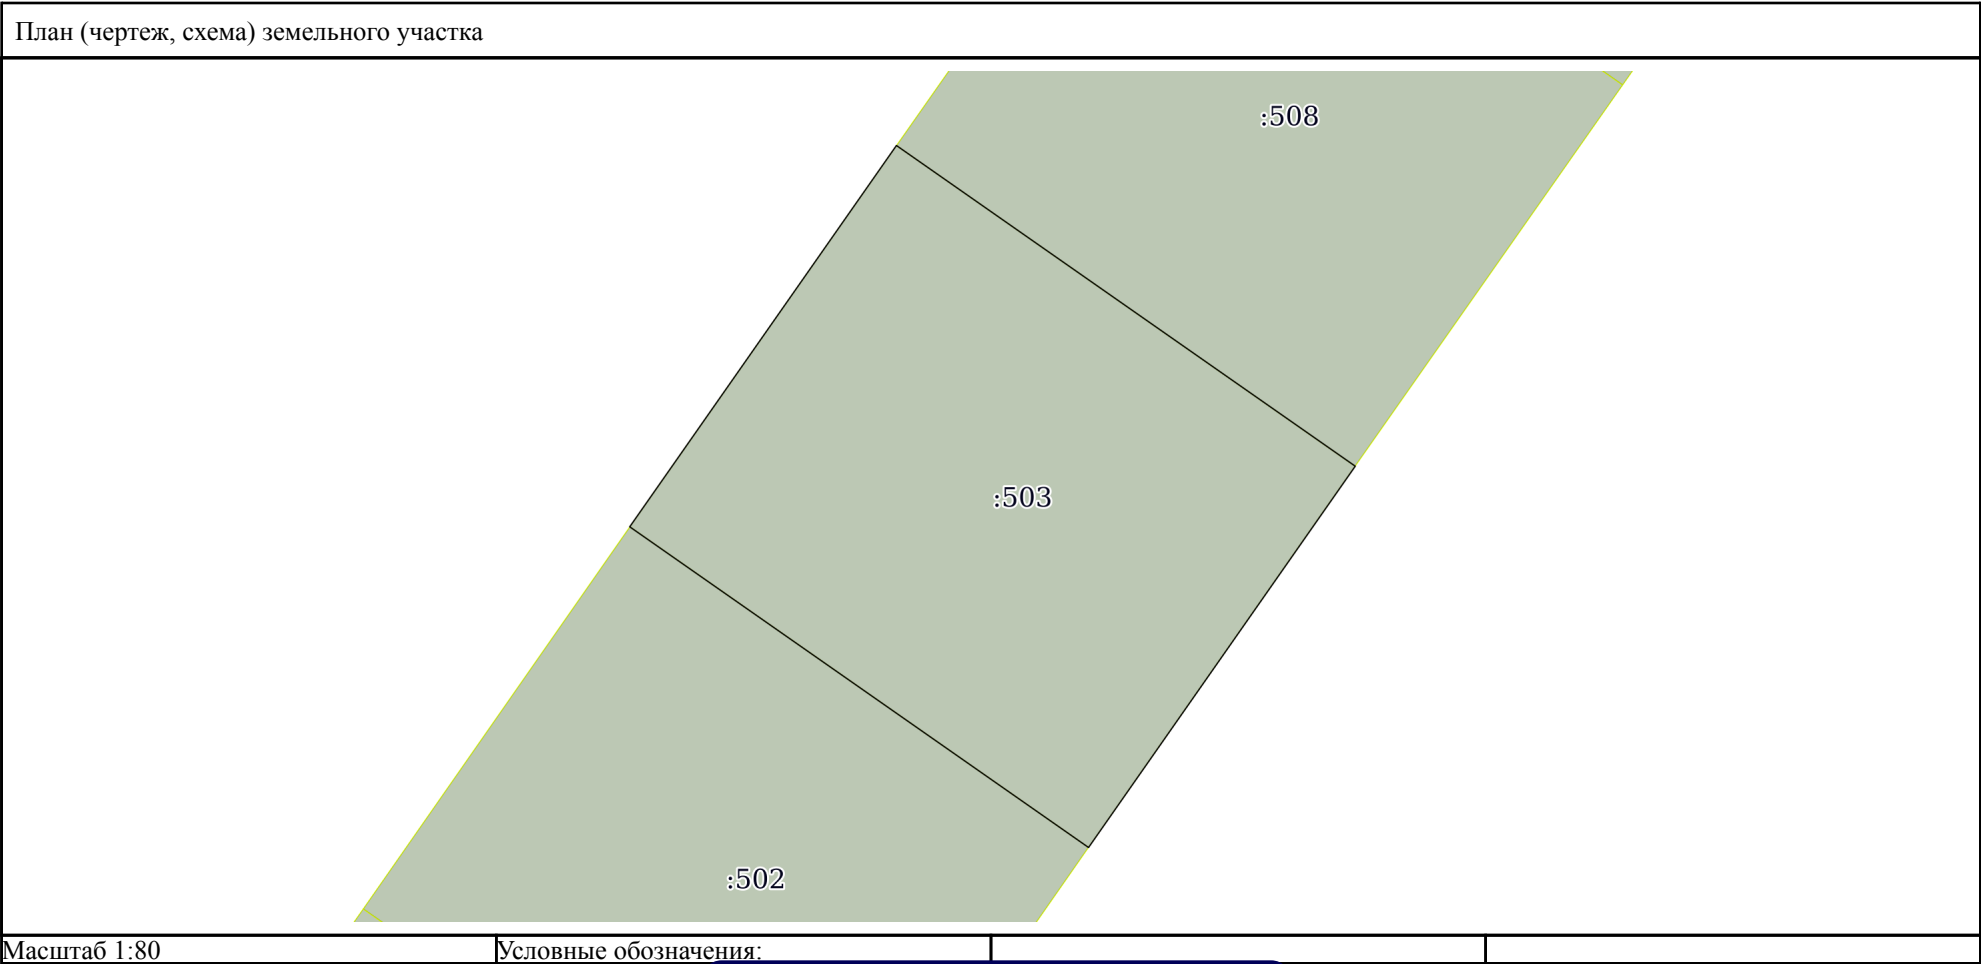 План (чертеж, схема) земельного участка
:508
:503
:502
Масштаб 1:80
Условные обозначения: